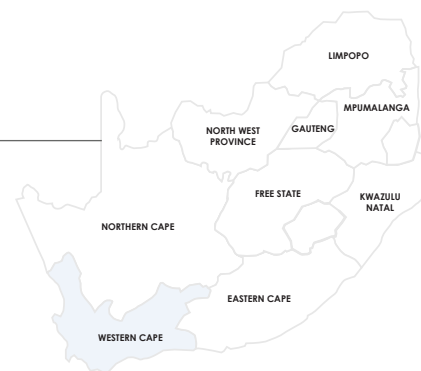 LIMPOPO
MPUMALANGA
NORTH WEST
PROVINCE
GAUTENG
FREE STATE
KWAZULU
NATAL
NORTHERN CAPE
EASTERN CAPE
WESTERN CAPE